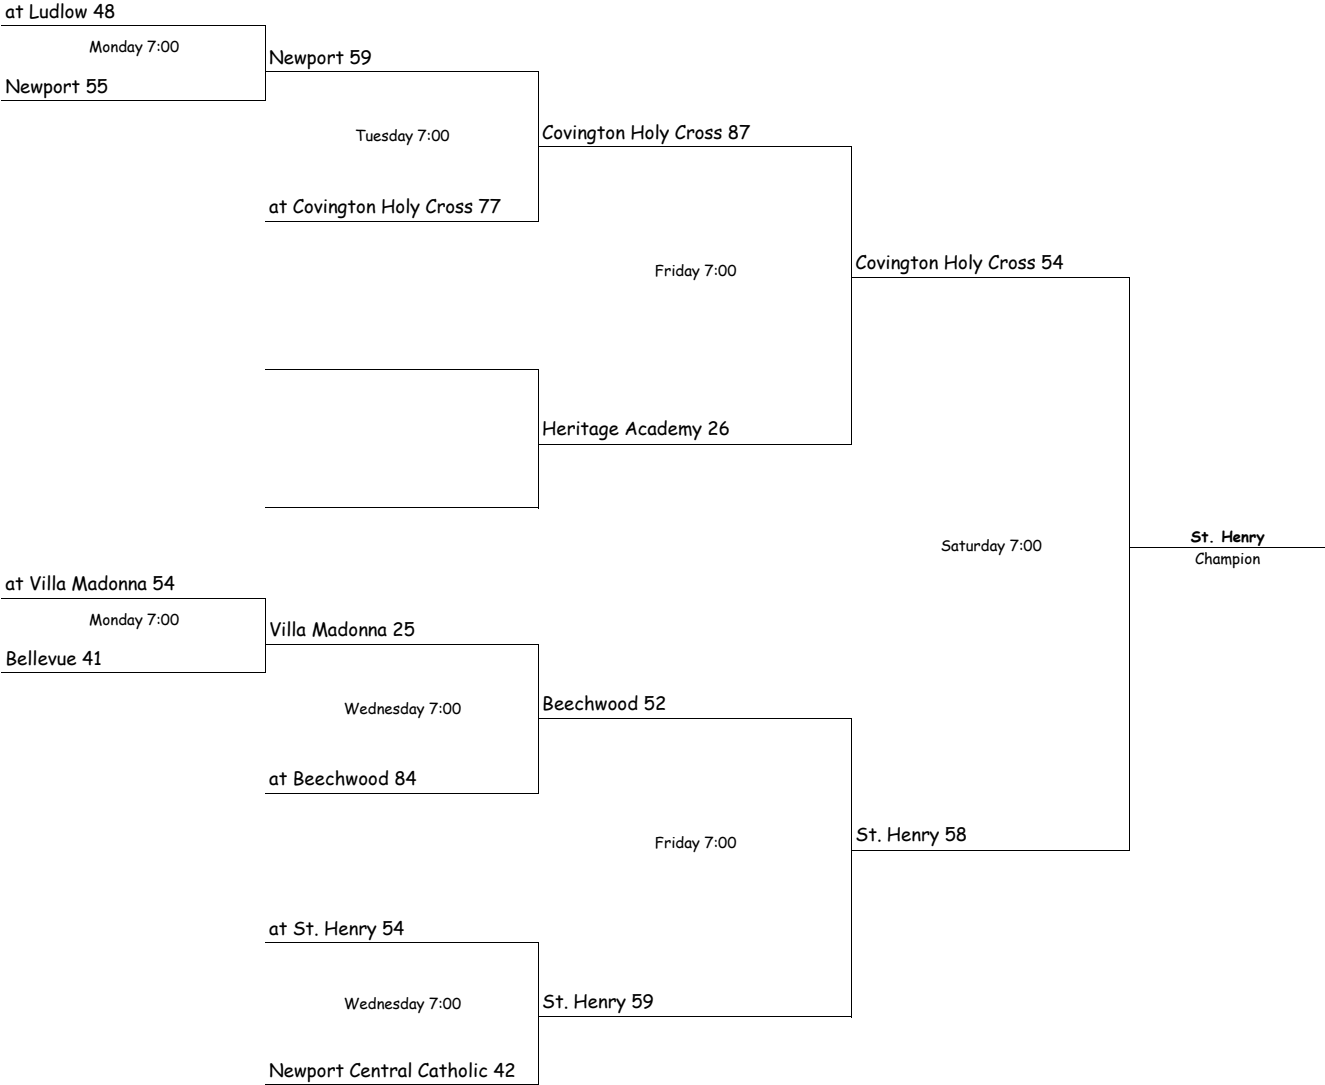 at Ludlow 48
Monday 7:00
Newport 59
Newport 55
Tuesday 7:00
Covington Holy Cross 87
at Covington Holy Cross 77
Friday 7:00
Covington Holy Cross 54
Heritage Academy 26
Saturday 7:00
St. Henry
Champion
at Villa Madonna 54
Monday 7:00
Villa Madonna 25
Bellevue 41
Wednesday 7:00
Beechwood 52
at Beechwood 84
Friday 7:00
St. Henry 58
at St. Henry 54
Wednesday 7:00
St. Henry 59
Newport Central Catholic 42